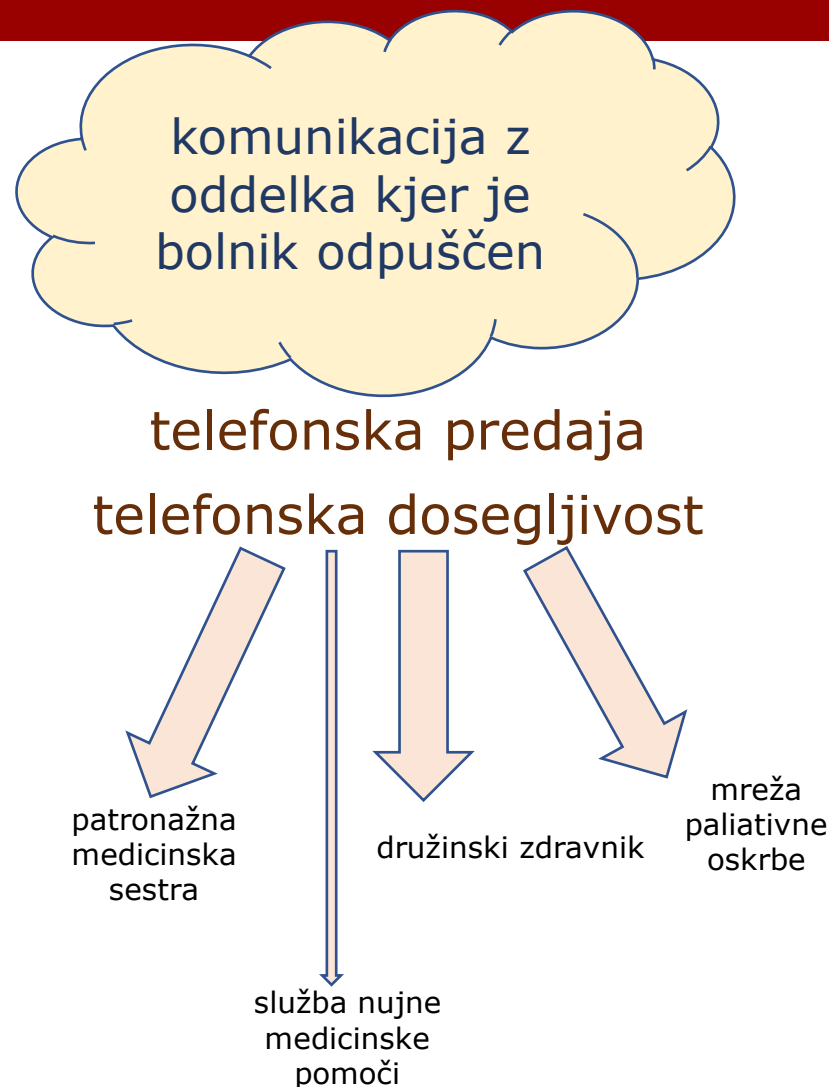 komunikacija z
oddelka kjer je
bolnik odpuščen
telefonska predaja
telefonska dosegljivost
patronažna
medicinska
sestra
družinski zdravnik
mreža
paliativne
oskrbe
služba nujne
medicinske
pomoči